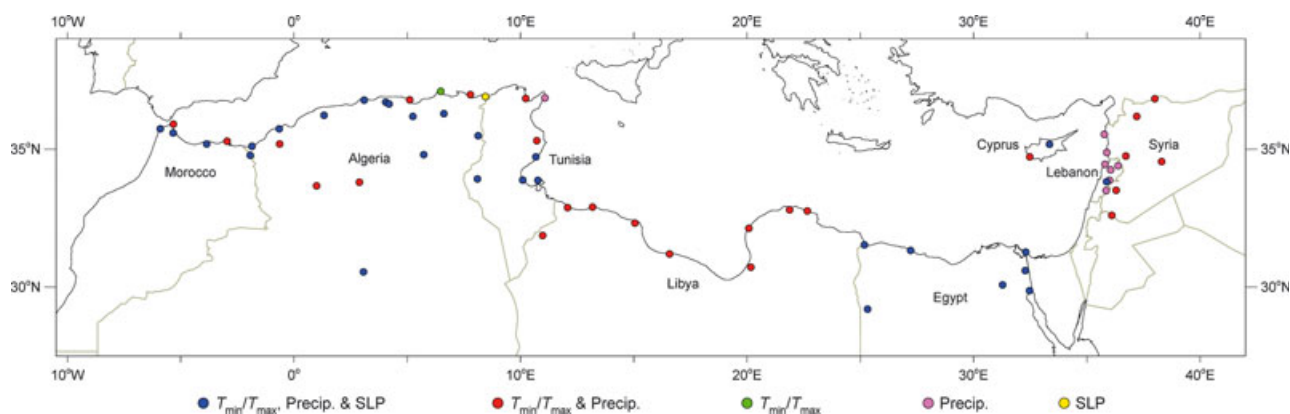 10°W 0° 10°E 20°E 30°E 40°E
35°N 35°N
Morocco Algeria Tunisia Cyprus Syria
Lebanon
30°N Libya Egypt 30°N
10°W 0° 10°E 20°E 30°E 40°E
Tmin/Tmax, Precip. & SLP Tmin/Tmax & Precip. Tmin/Tmax Precip. SLP